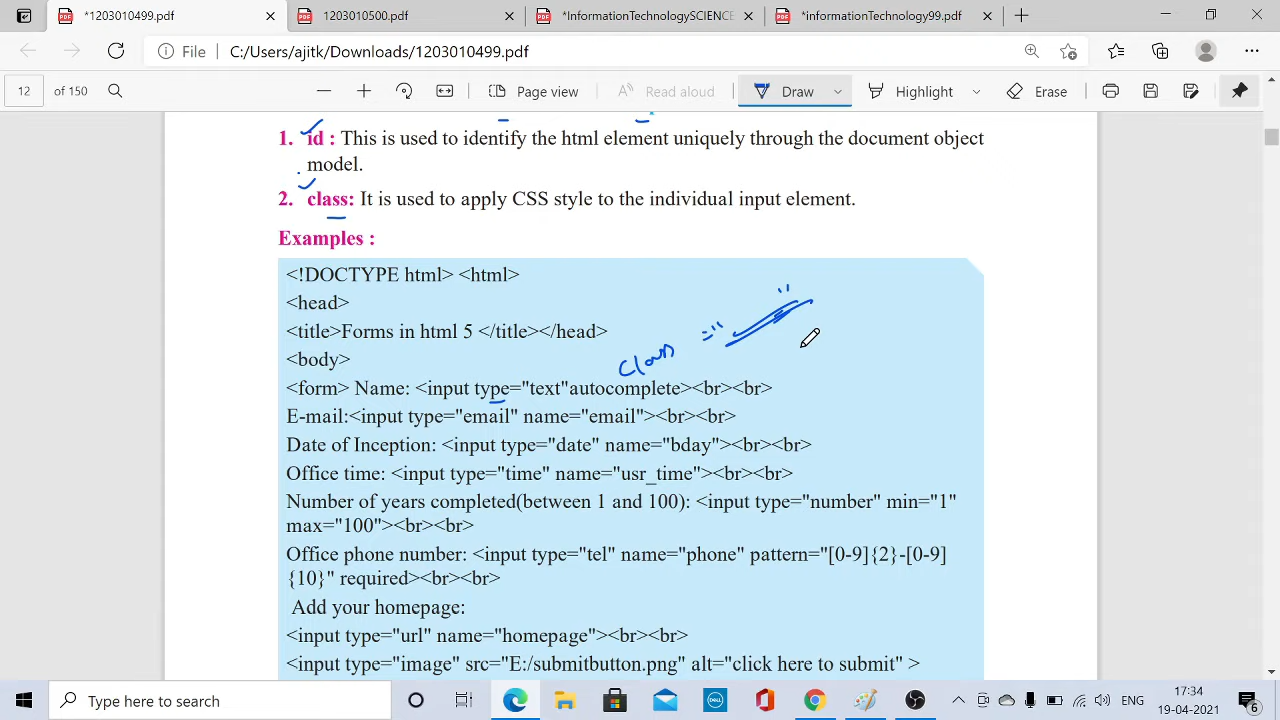 *1203010499.pdf
*1203010500.pdf
*InformationTechnologySCIENCE
*InformationTechnology.pdf
File
C:/Users/ajitk/Downloads/1203010499.pdf
12 of 150
Page view
Read aloud
Draw
Highlight
Erase
1. id : This is used to identify the html element uniquely through the document object
model.
2. class: It is used to apply CSS style to the individual input element.
Examples :
<!DOCTYPE html> <html>
<head>
<title>Forms in html 5 </title></head>
class = " "
<body>
<form> Name: <input type="text"autocomplete><br><br>
E-mail:<input type="email" name="email"><br><br>
Date of Inception: <input type="date" name="bday"><br><br>
Office time: <input type="time" name="usr_time"><br><br>
Number of years completed(between 1 and 100): <input type="number" min="1"
max="100"><br><br>
Office phone number: <input type="tel" name="phone" pattern="[0-9]{2}-[0-9]
{10}" required><br><br>
Add your homepage:
<input type="url" name="homepage"><br><br>
<input type="image" src="E:/submitbutton.png" alt="click here to submit" >
Type here to search
DELL
ENG
17:34
19-04-2021
6